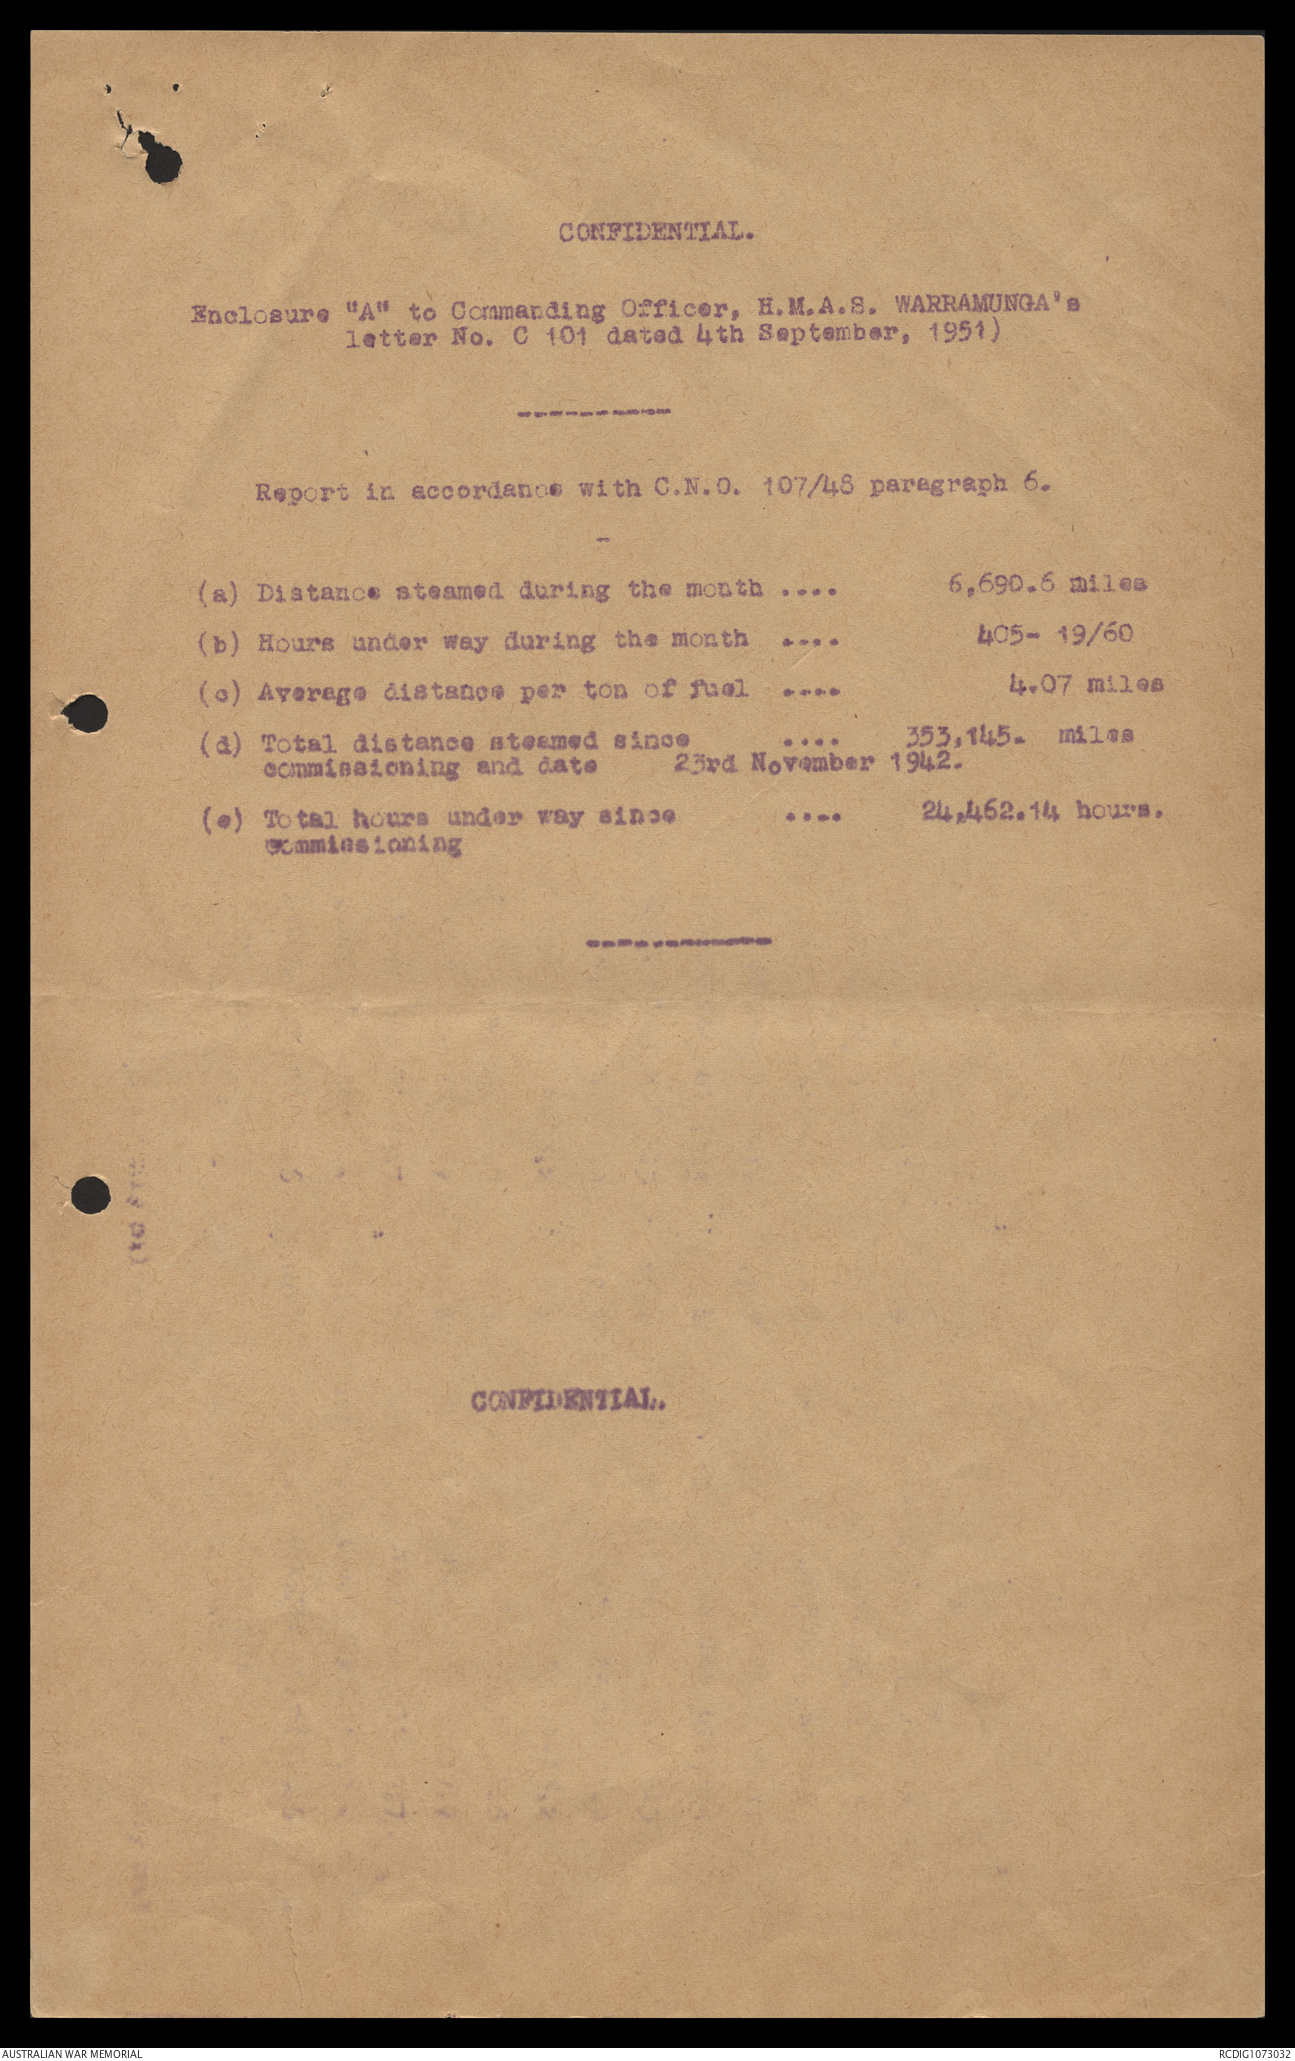 CONFIDENTIAL.
Enclosure "A" to Commanding Officer, H.M.A.S. WARRAMUNGA's
letter No. C 101 dated 4th September, 1951)
----------
Report in accordance with C.N.O. 107/48 paragraph 6.
-
(a) Distance steamed during the month .... 6,690.6 miles
(b) Hours under way during the month .... 405- 19/60
(c) Average distance per ton of fuel .... 4.07 miles
(d) Total distance steamed since .... 353,145. miles
commissioning and date 23rd November 1942.
(e) Total hours under way since .... 24,462.14 hours.
commissioning
------------
CONFIDENTIAL.
AUSTRALIAN WAR MEMORIAL
RCDIG1073032